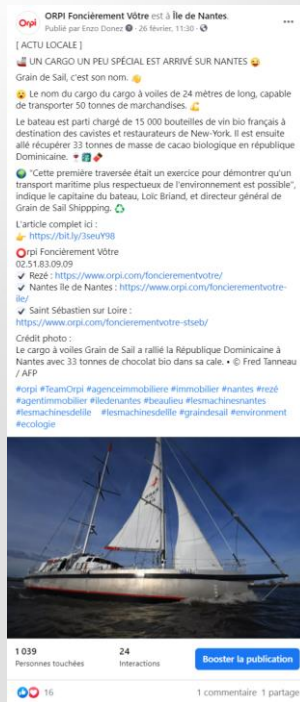 Orpi
ORPI Foncièrement Vôtre est à Île de Nantes.
Publié par Enzo Donez · 26 février, 11:30 ·
[ ACTU LOCALE ]
UN CARGO UN PEU SPÉCIAL EST ARRIVÉ SUR NANTES
Grain de Sail, c'est son nom.
Le nom du cargo du cargo à voiles de 24 mètres de long, capable
de transporter 50 tonnes de marchandises.
Le bateau est parti chargé de 15 000 bouteilles de vin bio français à
destination des cavistes et restaurateurs de New-York. Il est ensuite
allé récupérer 33 tonnes de masse de cacao biologique en république
Dominicaine.
"Cette première traversée était un exercice pour démontrer qu'un
transport maritime plus respectueux de l'environnement est possible",
indique le capitaine du bateau, Loïc Briand, et directeur général de
Grain de Sail Shippping.
L'article complet ici :
https://bit.ly/3seuY98
Orpi Foncièrement Vôtre
02.51.83.09.09
✔ Rezé : https://www.orpi.com/foncierementvotre/
✔ Nantes île de Nantes : https://www.orpi.com/foncierementvotre-
ile/
✔ Saint Sébastien sur Loire :
https://www.orpi.com/foncierementvotre-stseb/
Crédit photo :
Le cargo à voiles Grain de Sail a rallié la République Dominicaine à
Nantes avec 33 tonnes de chocolat bio dans sa cale. • © Fred Tanneau
/ AFP
#orpi #TeamOrpi #agenceimmobiliere #immobilier #nantes #rezé
#agentimmobilier #iledenantes #beaulieu #lesmachinesnantes
#lesmachinesdelile #lesmachinesdelîle #graindesail #environment
#ecologie
1 039
Personnes touchées
24
Interactions
Booster la publication
16
1 commentaire 1 partage